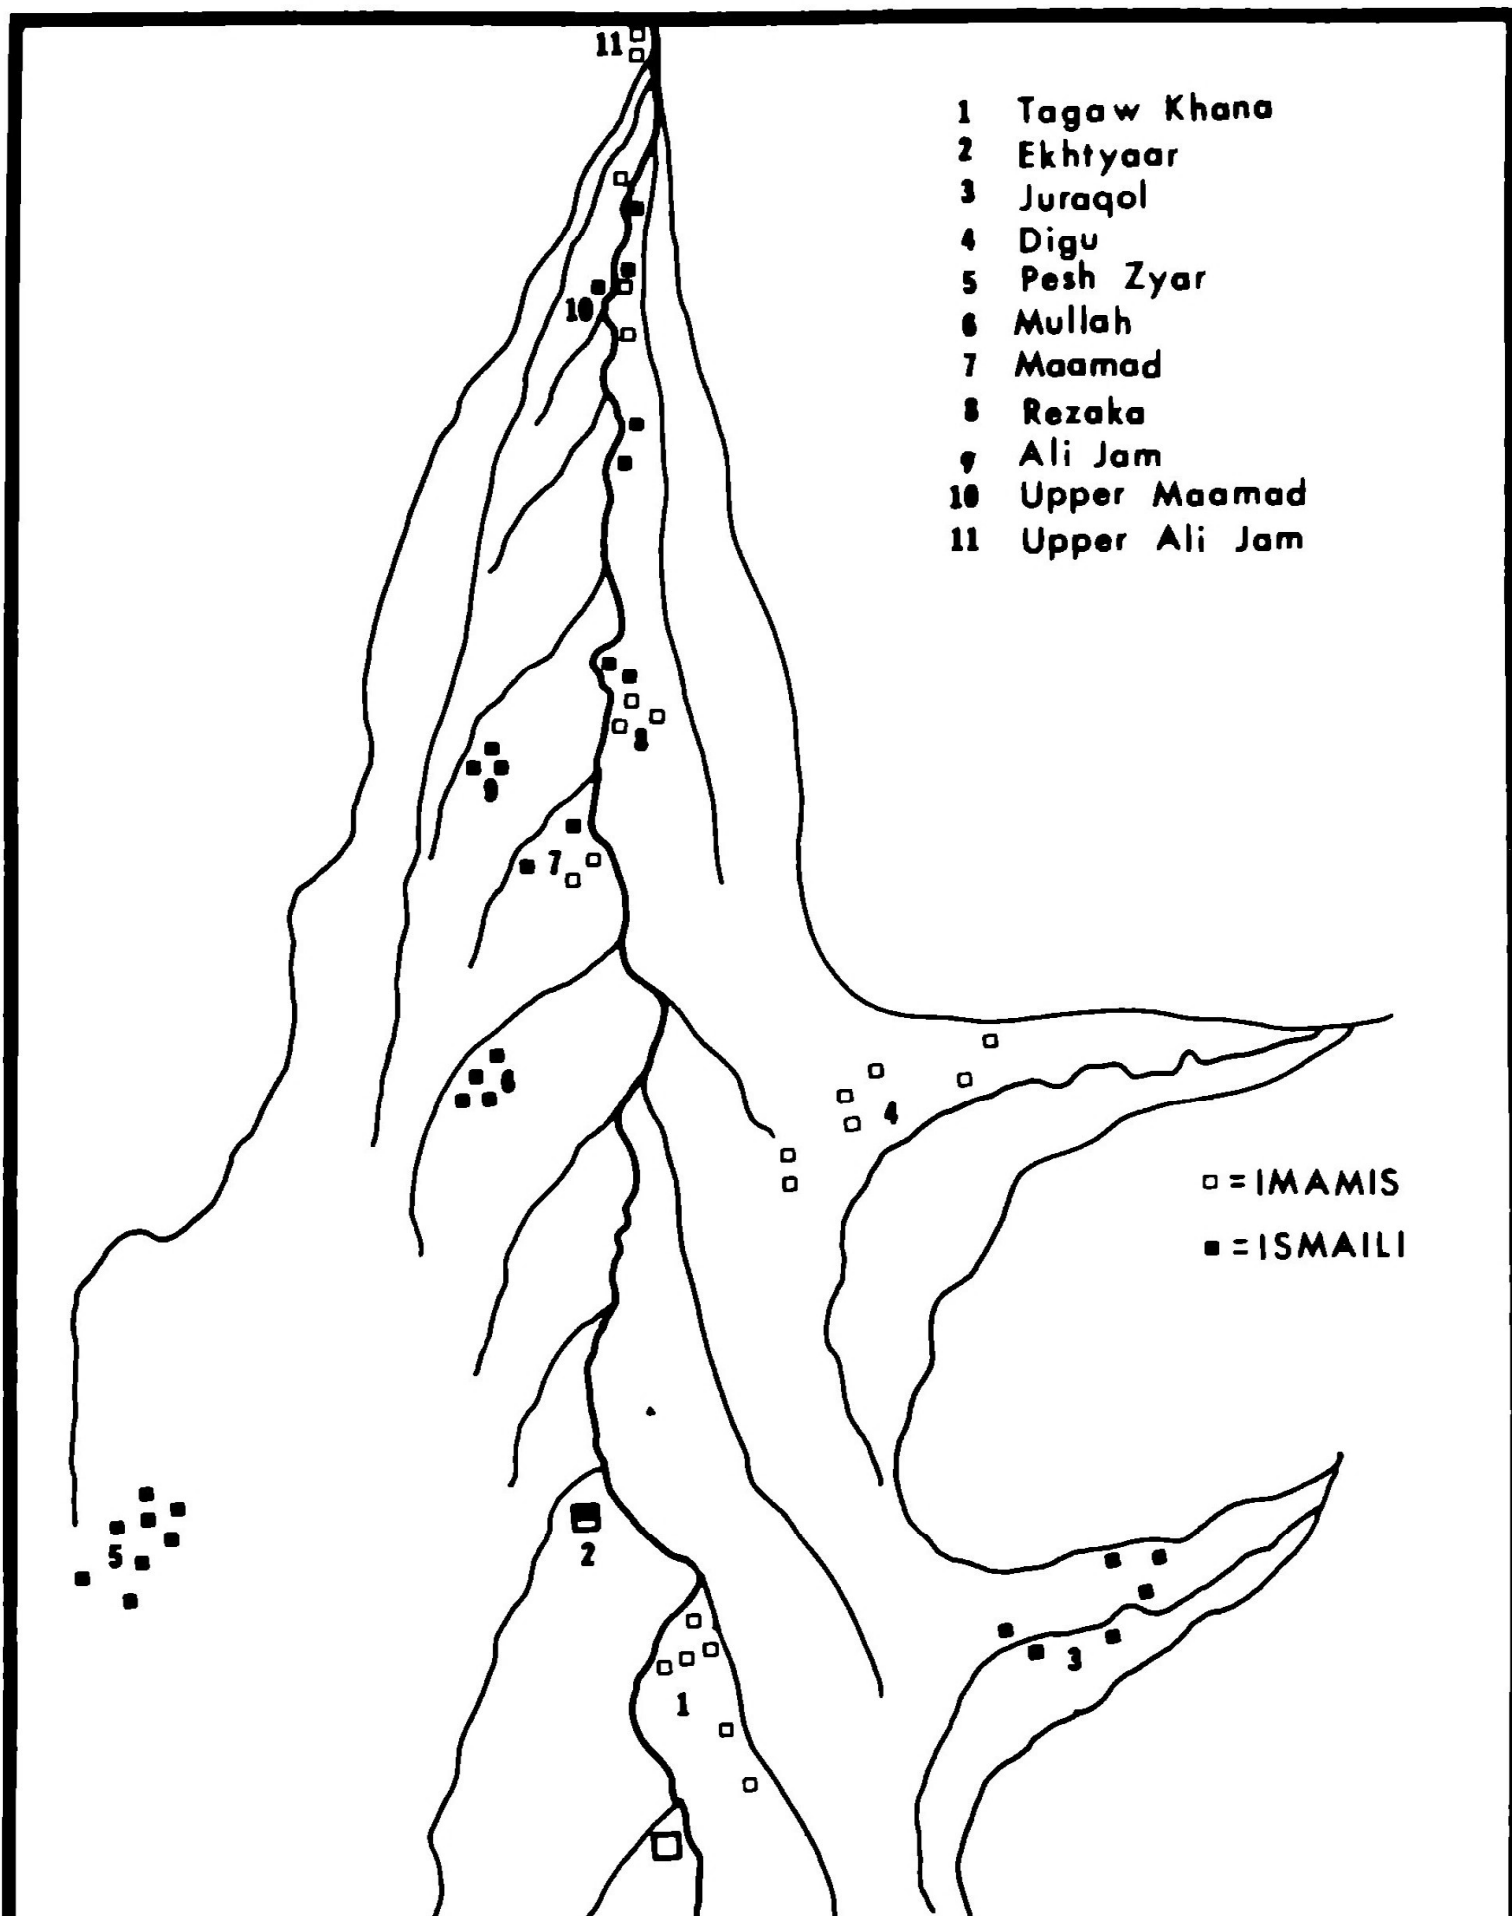 11
1 Tagaw Khana
2 Ekhtyaar
3 Juraqol
4 Digu
5 Pesh Zyar
6 Mullah
7 Maamad
8 Rezaka
9 Ali Jam
10 Upper Maamad
11 Upper Ali Jam
10
8
9
7
6
4
□ = IMAMIS
■ = ISMAILI
5
2
3
1